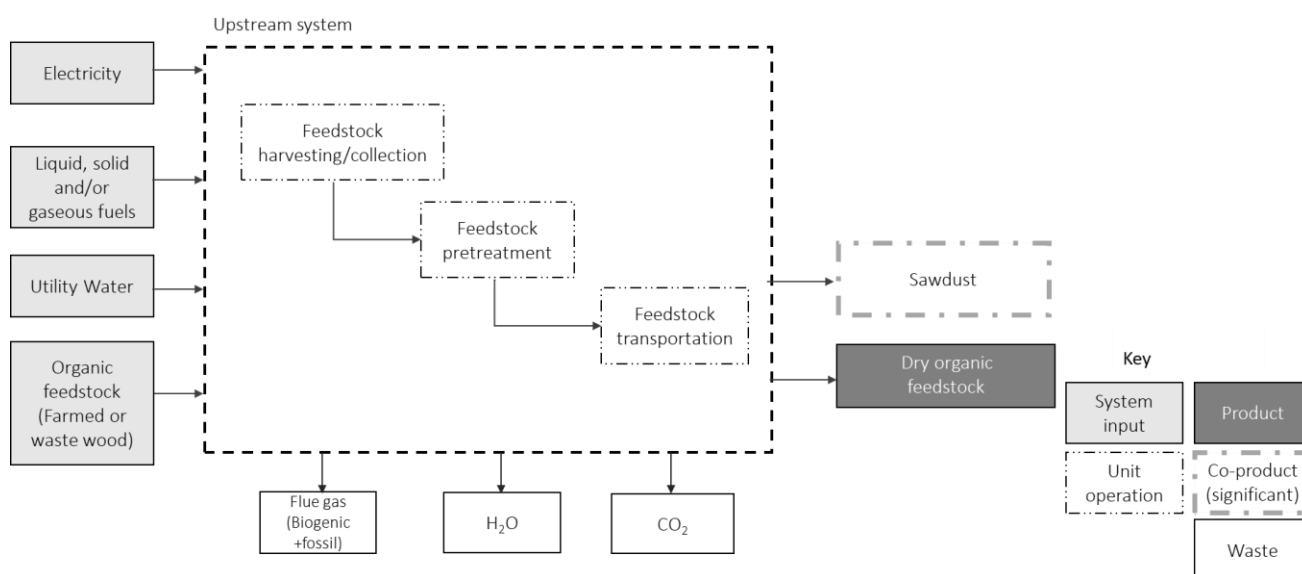 Upstream system
Electricity
Liquid, solid
and/or
gaseous fuels
Utility Water
Organic
feedstock
(Farmed or
waste wood)
Feedstock
harvesting/collection
Feedstock
pretreatment
Feedstock
transportation
Sawdust
Dry organic
feedstock
Flue gas
(Biogenic
+fossil)
H₂O
CO₂
Key
System
input
Product
Unit
operation
Co-product
(significant)
Waste